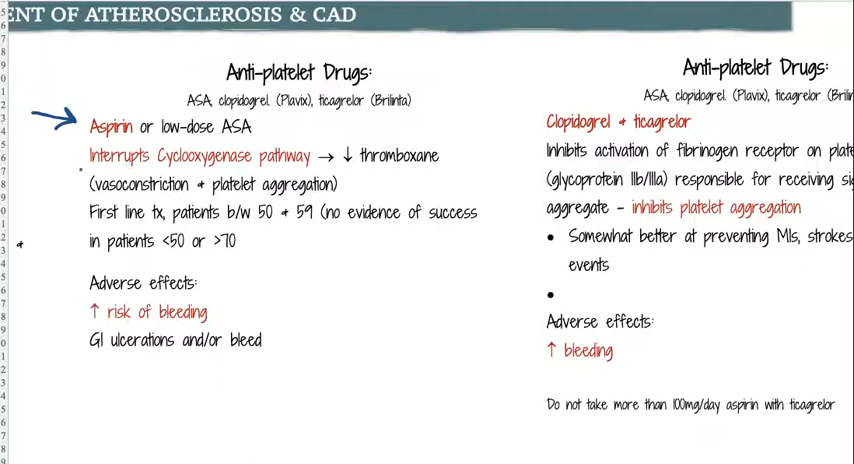 ENT OF ATHEROSCLEROSIS & CAD
Anti-platelet Drugs:
ASA, clopidogrel. (Plavix), ticagrelor (Brilinta)
Aspirin or low-dose ASA
Interrupts Cyclooxygenase pathway → ↓ thromboxane
(vasoconstriction & platelet aggregation)
First line tx, patients b/w 50 & 59 (no evidence of success
in patients <50 or >70
&
Adverse effects:
↑ risk of bleeding
GI ulcerations and/or bleed
Anti-platelet Drugs:
ASA, clopidogrel. (Plavix), ticagrelor (Brilin
Clopidogrel & ticagrelor
Inhibits activation of fibrinogen receptor on plate
(glycoprotein IIb/IIIa) responsible for receiving si
aggregate - inhibits platelet aggregation
• Somewhat better at preventing MIs, strokes
events
•
Adverse effects:
↑ bleeding
Do not take more than 100mg/day aspirin with ticagrelor